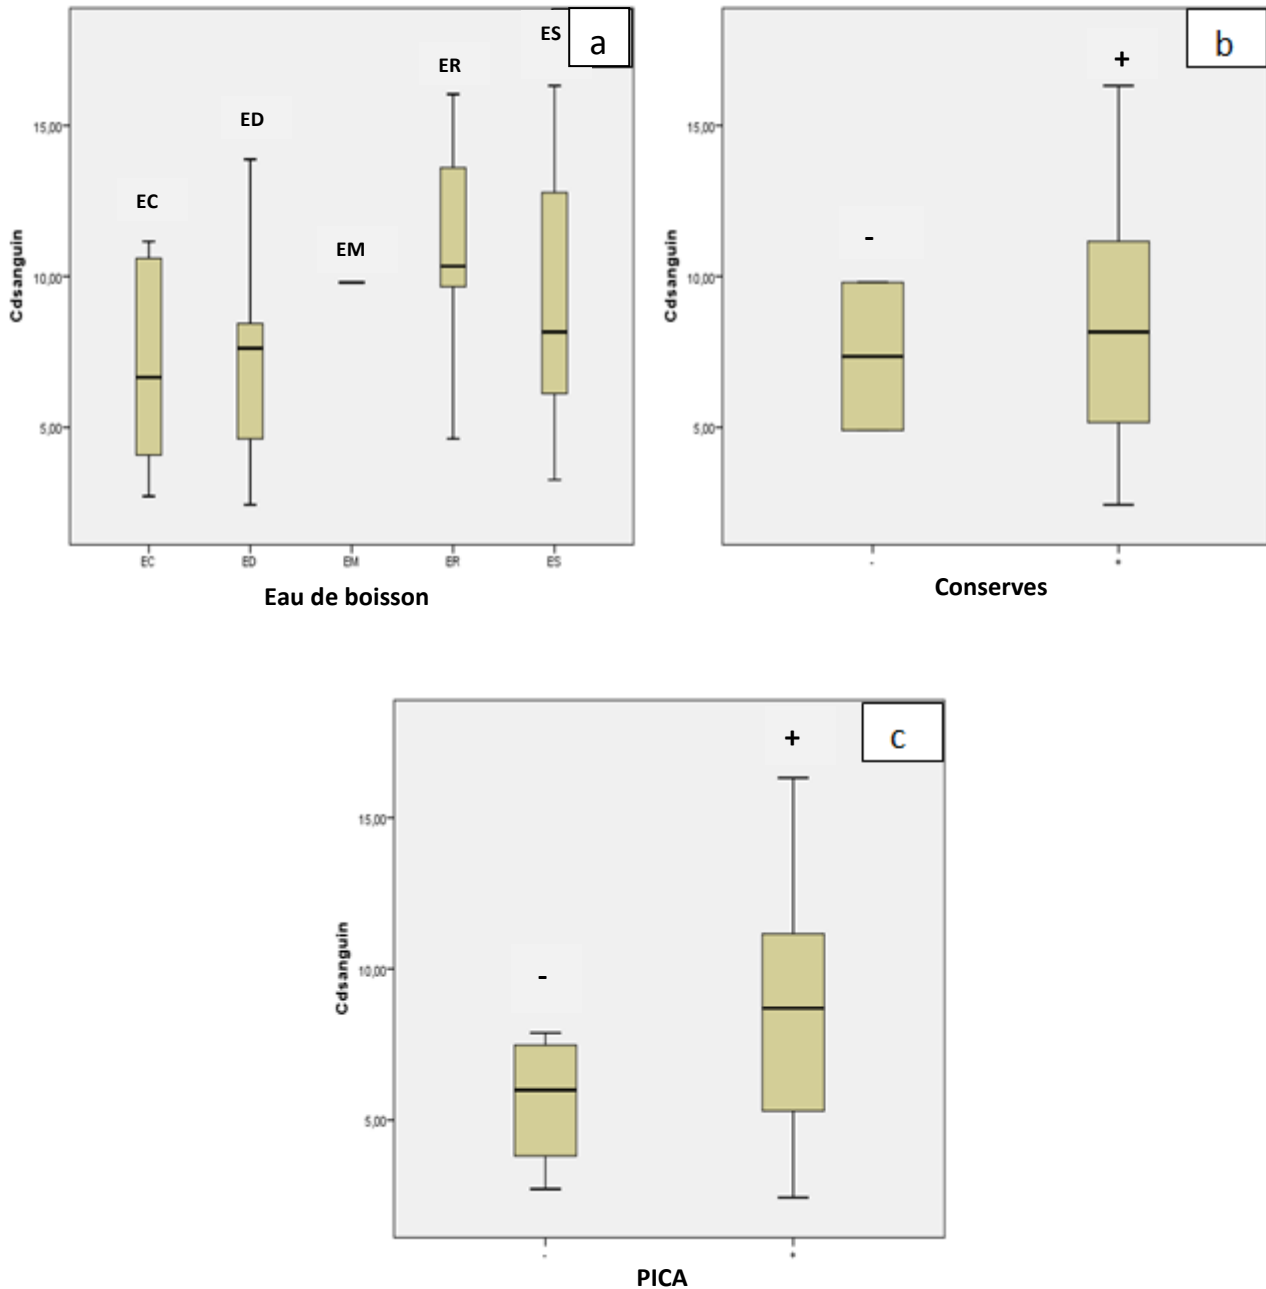 a
ES
ER
ED
EC
EM
15,00
10,00
5,00
Cdsanguin
EC ED EM ER ES
Eau de boisson
b
+
-
15,00
10,00
5,00
Cdsanguin
- +
Conserves
c
+
-
15,00
10,00
5,00
Cdsanguin
- +
PICA